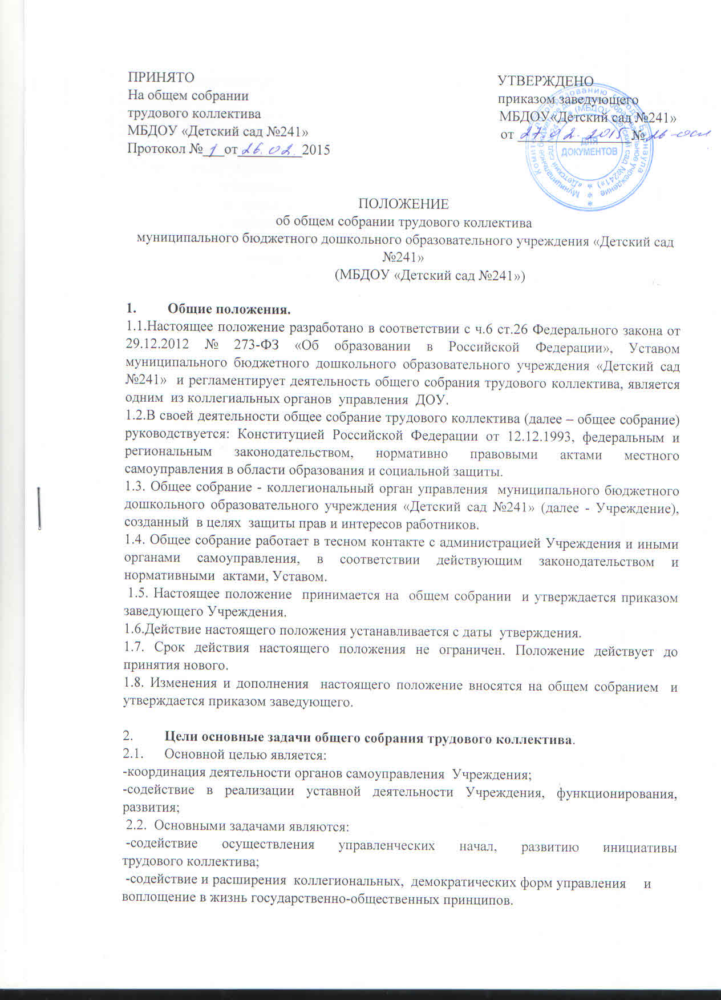 ПРИНЯТО
На общем собрании
трудового коллектива
МБДОУ «Детский сад №241»
Протокол № 1 от 26.02. 2015
УТВЕРЖДЕНО
приказом заведующего
МБДОУ«Детский сад №241»
от 27.02.2015 № 26-осн
ДЛЯ
ДОКУМЕНТОВ
ПОЛОЖЕНИЕ
об общем собрании трудового коллектива
муниципального бюджетного дошкольного образовательного учреждения «Детский сад
№241»
(МБДОУ «Детский сад №241»)
1. Общие положения.
1.1.Настоящее положение разработано в соответствии с ч.6 ст.26 Федерального закона от
29.12.2012 № 273-ФЗ «Об образовании в Российской Федерации», Уставом
муниципального бюджетного дошкольного образовательного учреждения «Детский сад
№241» и регламентирует деятельность общего собрания трудового коллектива, является
одним из коллегиальных органов управления ДОУ.
1.2.В своей деятельности общее собрание трудового коллектива (далее – общее собрание)
руководствуется: Конституцией Российской Федерации от 12.12.1993, федеральным и
региональным законодательством, нормативно правовыми актами местного
самоуправления в области образования и социальной защиты.
1.3. Общее собрание - коллегиональный орган управления муниципального бюджетного
дошкольного образовательного учреждения «Детский сад №241» (далее - Учреждение),
созданный в целях защиты прав и интересов работников.
1.4. Общее собрание работает в тесном контакте с администрацией Учреждения и иными
органами самоуправления, в соответствии действующим законодательством и
нормативными актами, Уставом.
1.5. Настоящее положение принимается на общем собрании и утверждается приказом
заведующего Учреждения.
1.6.Действие настоящего положения устанавливается с даты утверждения.
1.7. Срок действия настоящего положения не ограничен. Положение действует до
принятия нового.
1.8. Изменения и дополнения настоящего положение вносятся на общем собранием и
утверждается приказом заведующего.
2. Цели основные задачи общего собрания трудового коллектива.
2.1. Основной целью является:
-координация деятельности органов самоуправления Учреждения;
-содействие в реализации уставной деятельности Учреждения, функционирования,
развития;
2.2. Основными задачами являются:
-содействие осуществления управленческих начал, развитию инициативы
трудового коллектива;
-содействие и расширения коллегиональных, демократических форм управления и
воплощение в жизнь государственно-общественных принципов.